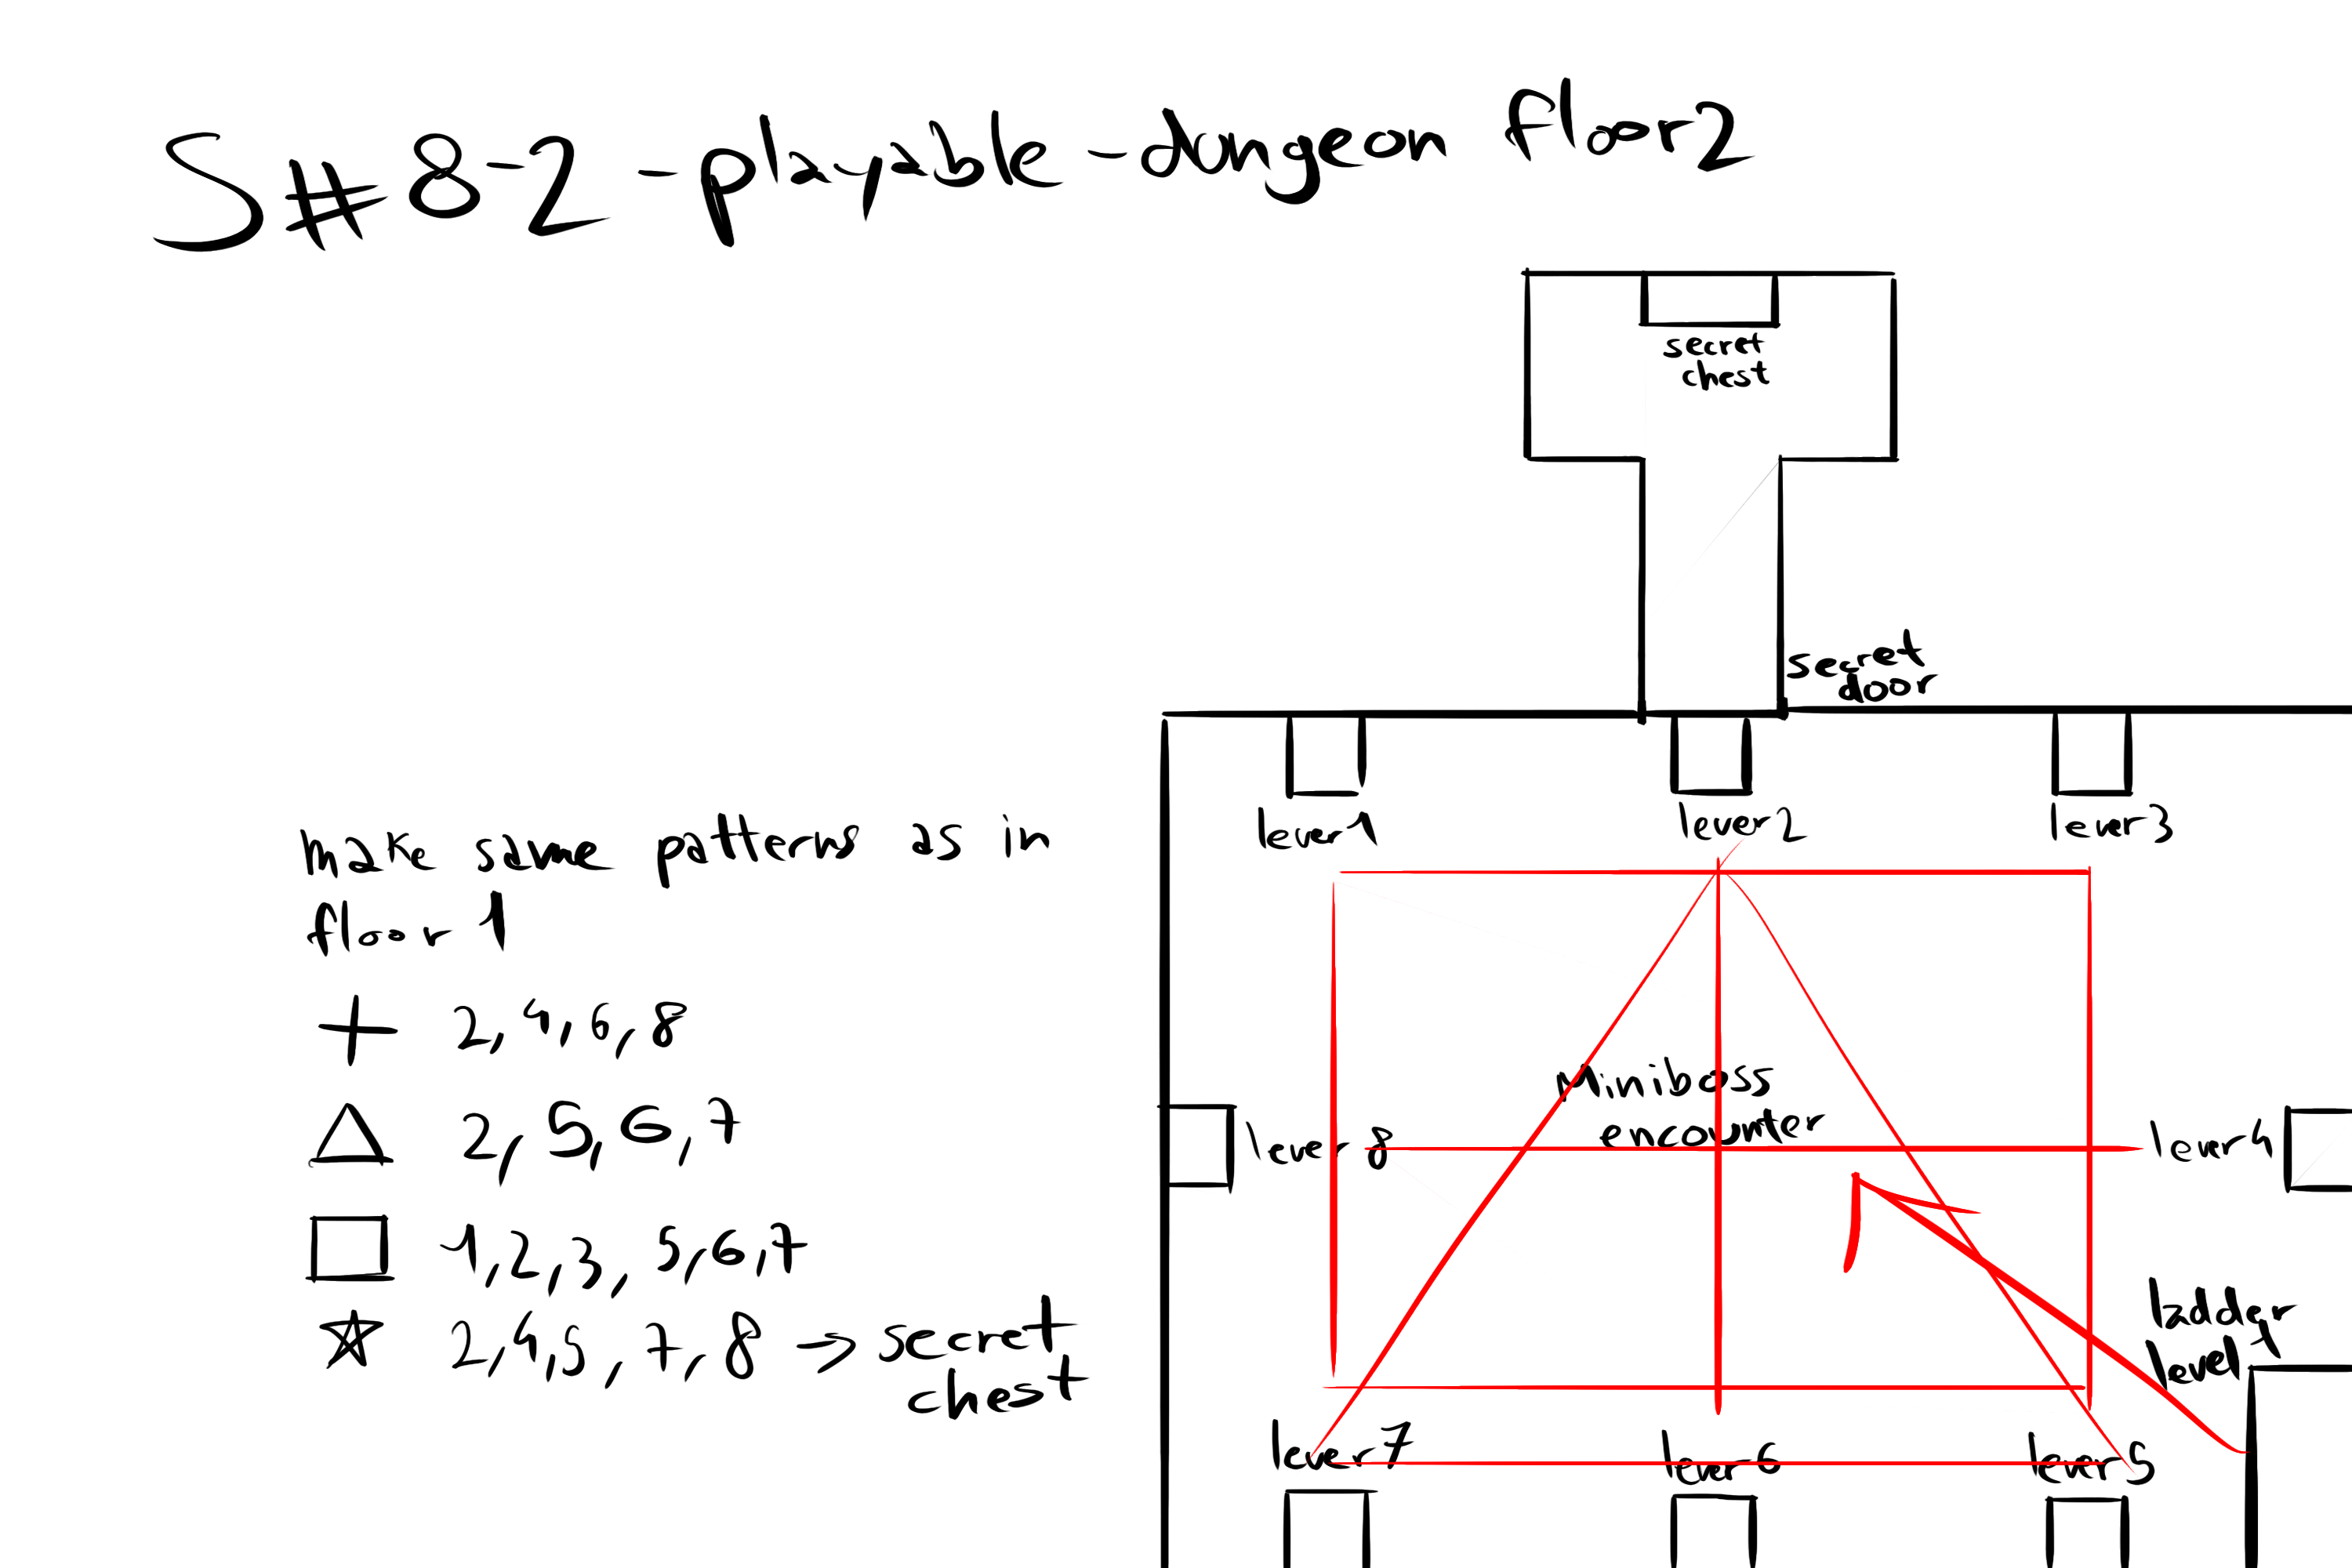 S#8-2 - playable - dungeon floor2
secret
chest
secret
door
lever1
lever2
lever3
make same patterns as in
floor 1
2, 4, 6, 8
2, 5, 6, 7
1, 2, 3, 5, 6, 7
2, 4, 5, 7, 8 -> secret
chest
Miniboss
encounter
lever 8
lever4
ladder
level
lever7
lever6
lever5